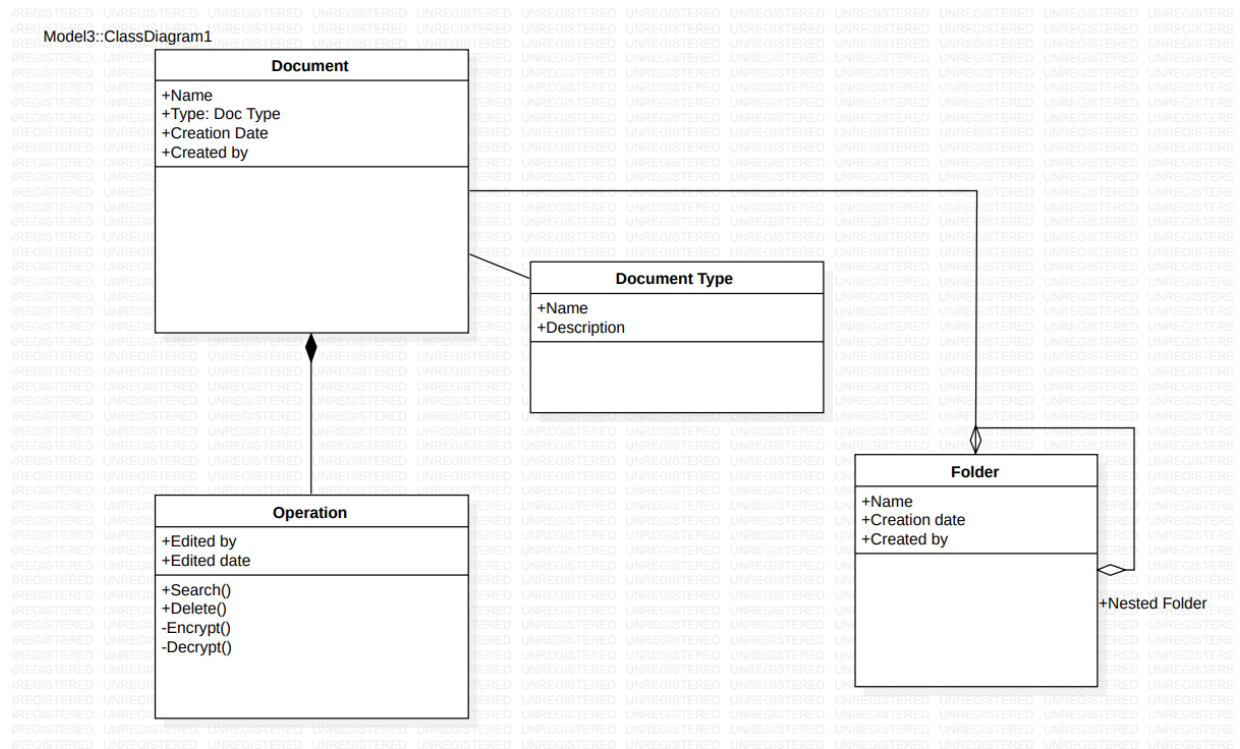 Model3::ClassDiagram1
Document
+Name
+Type: Doc Type
+Creation Date
+Created by
Document Type
+Name
+Description
Folder
+Name
+Creation date
+Created by
+Nested Folder
Operation
+Edited by
+Edited date
+Search()
+Delete()
-Encrypt()
-Decrypt()
UNREGISTERED